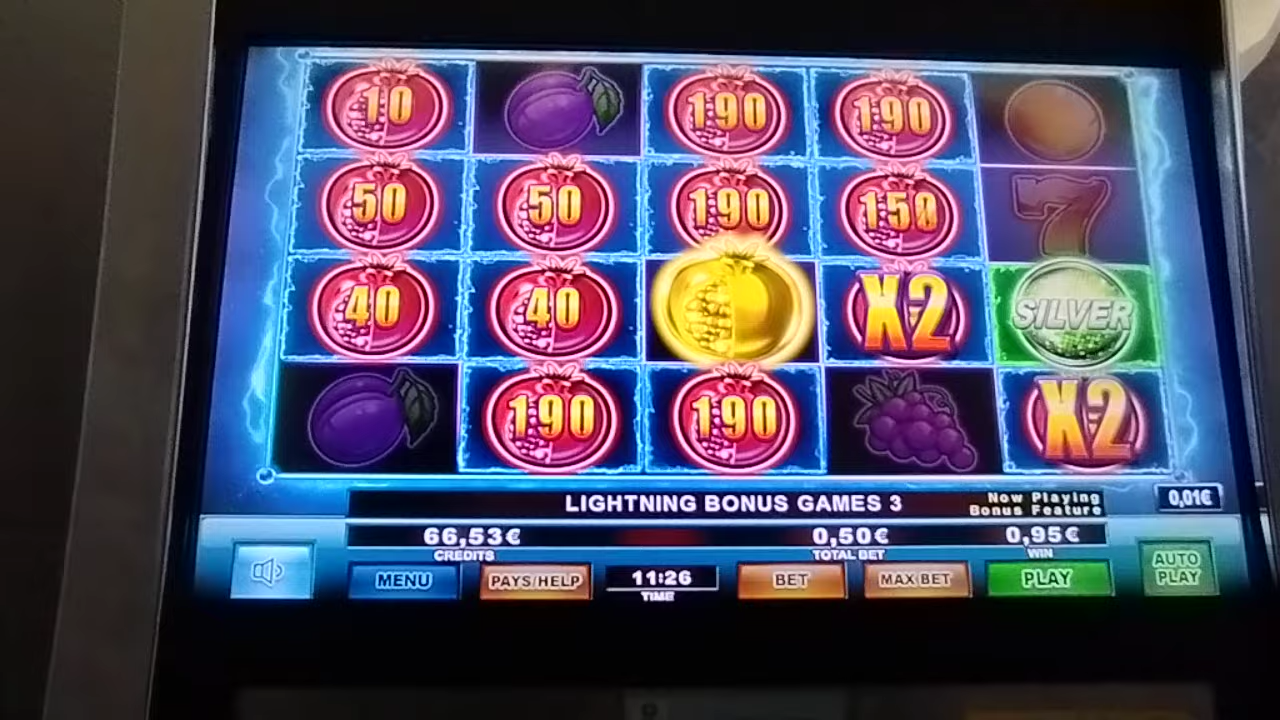 10 190 190
50 50 190 150
40 40 X2 SILVER
190 190 X2
LIGHTNING BONUS GAMES 3
Now Playing
Bonus Feature
0,01€
66,53€
CREDITS
0,50€
TOTAL BET
0,95€
WIN
MENU
PAYS/HELP
11:26
TIME
BET
MAX BET
PLAY
AUTO
PLAY